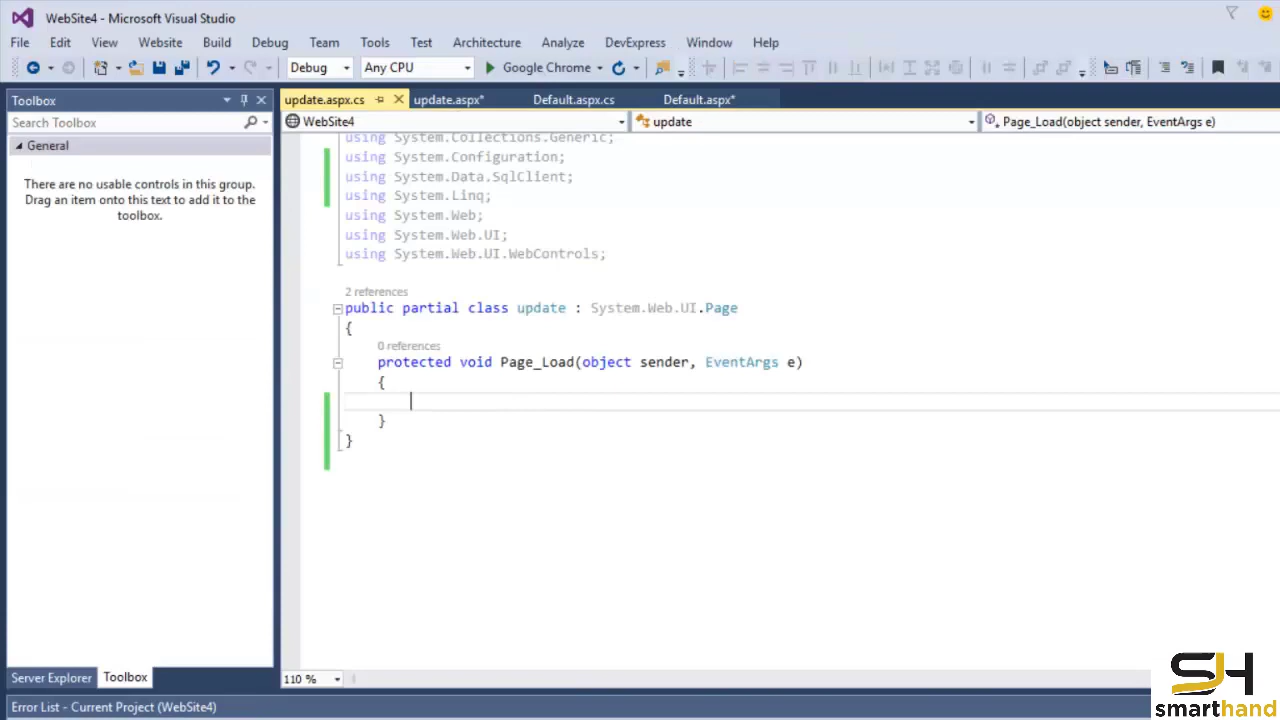 WebSite4 - Microsoft Visual Studio
File Edit View Website Build Debug Team Tools Test Architecture Analyze DevExpress Window Help
Debug Any CPU Google Chrome
Toolbox
update.aspx.cs update.aspx* Default.aspx.cs Default.aspx*
Search Toolbox
WebSite4 update Page_Load(object sender, EventArgs e)
General
There are no usable controls in this group.
Drag an item onto this text to add it to the
toolbox.
using System.Collections.Generic;
using System.Configuration;
using System.Data.SqlClient;
using System.Linq;
using System.Web;
using System.Web.UI;
using System.Web.UI.WebControls;
2 references
public partial class update : System.Web.UI.Page
{
0 references
protected void Page_Load(object sender, EventArgs e)
{
}
}
Server Explorer Toolbox
110 %
Error List - Current Project (WebSite4)
SH
smarthand